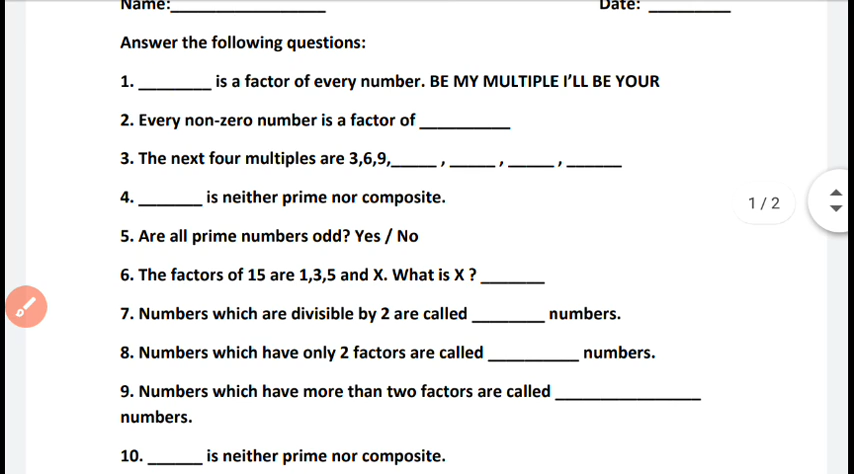 Name:_________________ Date: _________
Answer the following questions:
1. ________ is a factor of every number. BE MY MULTIPLE I’LL BE YOUR
2. Every non-zero number is a factor of __________
3. The next four multiples are 3,6,9,_____ , _____ , _____ , ______
4. _______ is neither prime nor composite.
1 / 2
5. Are all prime numbers odd? Yes / No
6. The factors of 15 are 1,3,5 and X. What is X ? _______
7. Numbers which are divisible by 2 are called ________ numbers.
8. Numbers which have only 2 factors are called __________ numbers.
9. Numbers which have more than two factors are called ________________
numbers.
10. ______ is neither prime nor composite.